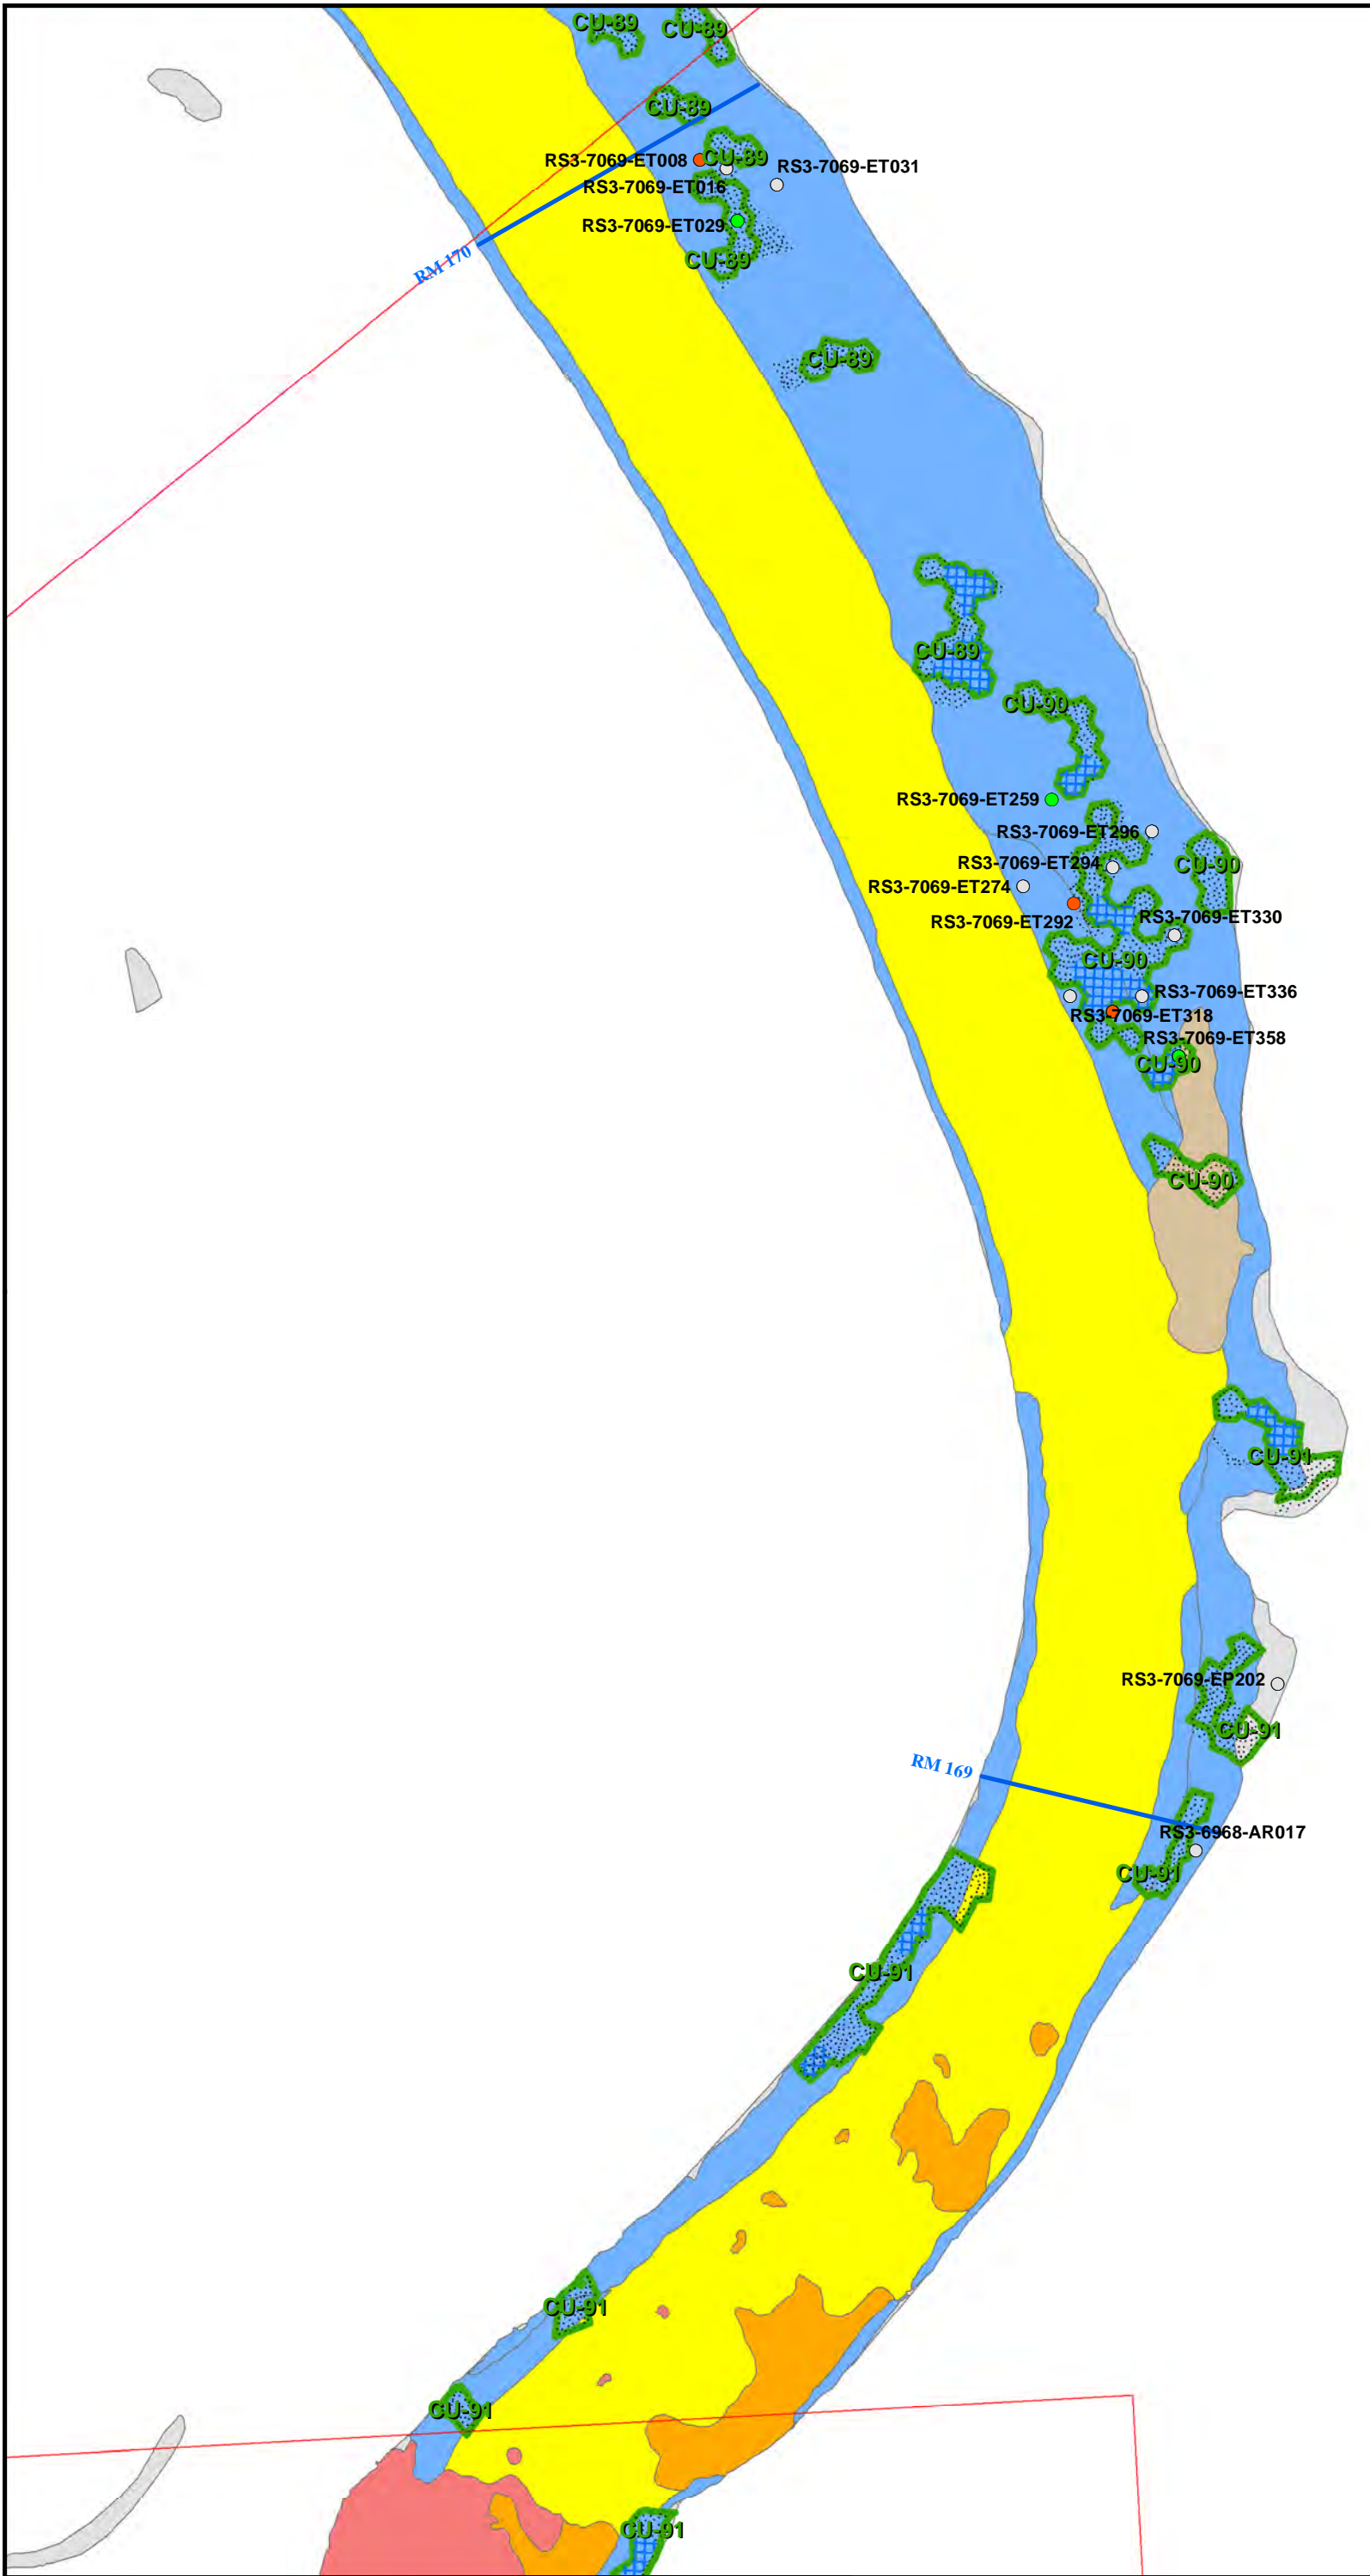 CU-89
CU-89
CU-89
RS3-7069-ET008
CU-89
RS3-7069-ET031
RS3-7069-ET016
RS3-7069-ET029
RM 170
CU-89
CU-89
CU-89
CU-90
RS3-7069-ET259
RS3-7069-ET296
RS3-7069-ET294
CU-90
RS3-7069-ET274
RS3-7069-ET292
RS3-7069-ET330
CU-90
RS3-7069-ET336
RS3-7069-ET318
RS3-7069-ET358
CU-90
CU-90
CU-91
RS3-7069-EP202
CU-91
RM 169
RS3-6968-AR017
CU-91
CU-91
CU-91
CU-91
CU-91